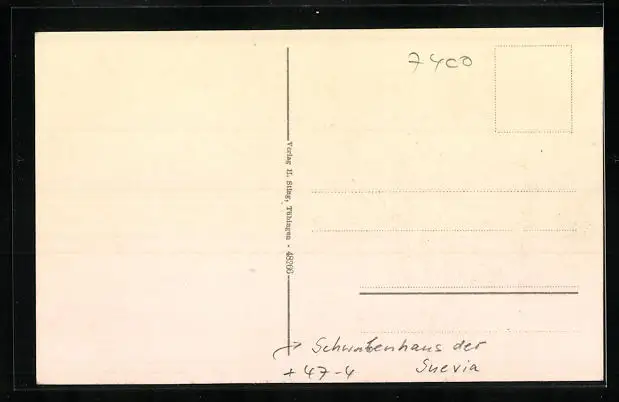 7400
Verlag H. Sting, Tübingen - 48260
→ Schwabenhaus der
Suevia
+ 47-4